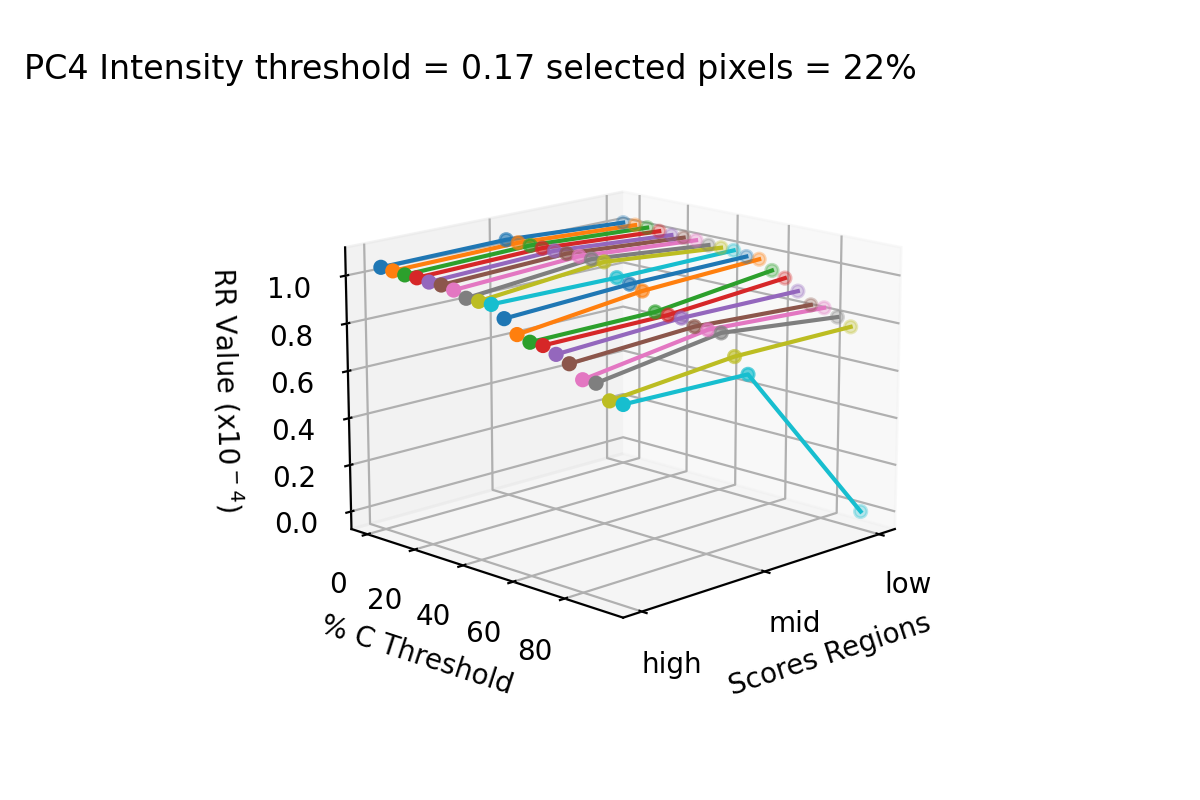 PC4 Intensity threshold = 0.17 selected pixels = 22%
1.0
0.8
0.6
0.4
0.2
0.0
RR Value (x10⁻⁴)
0
20
40
60
80
% C Threshold
high
mid
low
Scores Regions